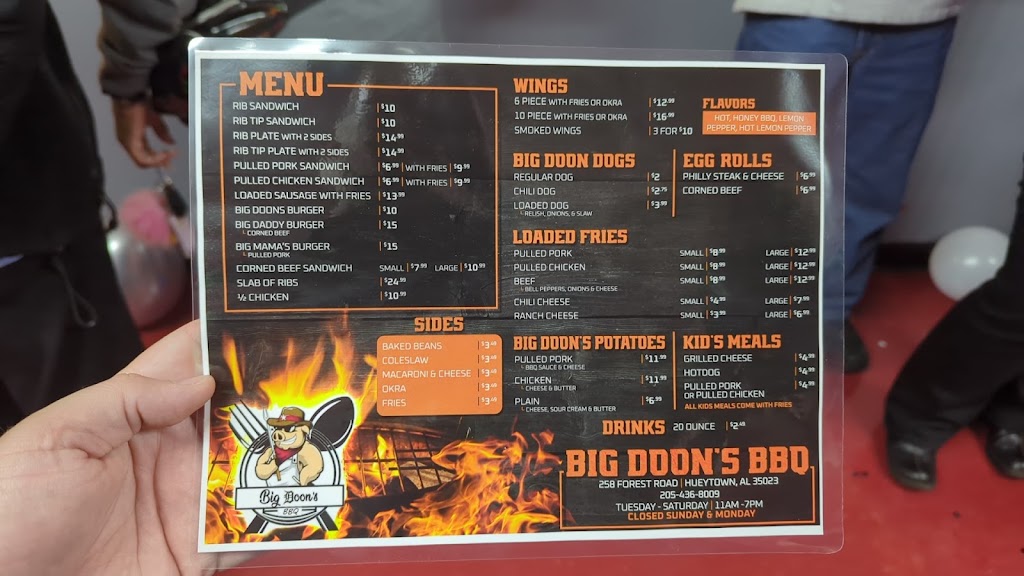 MENU
RIB SANDWICH $10
RIB TIP SANDWICH $10
RIB PLATE WITH 2 SIDES $14.99
RIB TIP PLATE WITH 2 SIDES $14.99
PULLED PORK SANDWICH $6.99 WITH FRIES $9.99
PULLED CHICKEN SANDWICH $6.99 WITH FRIES $9.99
LOADED SAUSAGE WITH FRIES $13.99
BIG DOONS BURGER $10
BIG DADDY BURGER $15
CORNED BEEF
BIG MAMA'S BURGER $15
PULLED PORK
CORNED BEEF SANDWICH SMALL $7.99 LARGE $10.99
SLAB OF RIBS $24.99
½ CHICKEN $10.99
SIDES
BAKED BEANS $3.49
COLESLAW $3.49
MACARONI & CHEESE $3.49
OKRA $3.49
FRIES $3.49
Big Doon's
BBQ
WINGS
6 PIECE WITH FRIES OR OKRA $12.99
10 PIECE WITH FRIES OR OKRA $16.99
SMOKED WINGS 3 FOR $10
FLAVORS
HOT, HONEY BBQ, LEMON
PEPPER, HOT LEMON PEPPER
BIG DOON DOGS
REGULAR DOG $2
CHILI DOG $2.75
LOADED DOG $3.99
RELISH, ONIONS, & SLAW
EGG ROLLS
PHILLY STEAK & CHEESE $6.99
CORNED BEEF $6.99
LOADED FRIES
PULLED PORK SMALL $8.99 LARGE $12.99
PULLED CHICKEN SMALL $8.99 LARGE $12.99
BEEF SMALL $8.99 LARGE $12.99
BELL PEPPERS, ONIONS & CHEESE
CHILI CHEESE SMALL $4.99 LARGE $7.99
RANCH CHEESE SMALL $3.99 LARGE $6.99
BIG DOON'S POTATOES
PULLED PORK $11.99
BBQ SAUCE & CHEESE
CHICKEN $11.99
CHEESE & BUTTER
PLAIN $6.99
CHEESE, SOUR CREAM & BUTTER
KID'S MEALS
GRILLED CHEESE $4.99
HOTDOG $4.99
PULLED PORK $4.99
OR PULLED CHICKEN
ALL KIDS MEALS COME WITH FRIES
DRINKS 20 OUNCE $2.49
BIG DOON'S BBQ
258 FOREST ROAD | HUEYTOWN, AL 35023
205-436-8009
TUESDAY - SATURDAY | 11AM -7PM
CLOSED SUNDAY & MONDAY